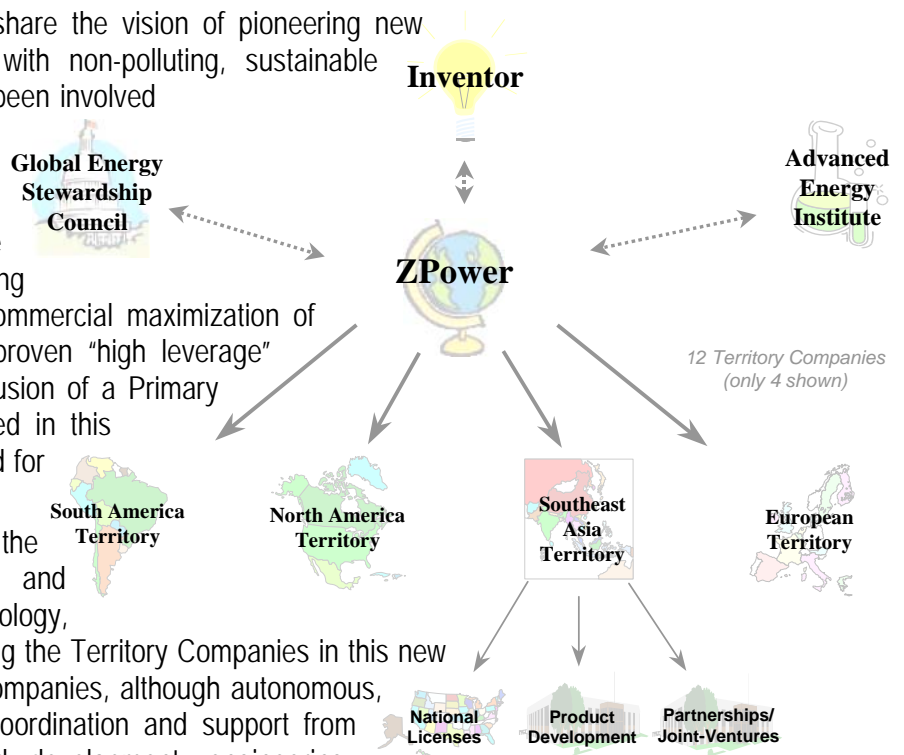 share the vision of pioneering new
with non-polluting, sustainable
been involved
Inventor
Global Energy
Stewardship
Council
Advanced
Energy
Institute
ZPower
ommercial maximization of
proven “high leverage”
usion of a Primary
ed in this
d for
12 Territory Companies
(only 4 shown)
South America
Territory
North America
Territory
Southeast
Asia
Territory
European
Territory
the
and
ology,
g the Territory Companies in this new
ompanies, although autonomous,
oordination and support from
National
Licenses
Product
Development
Partnerships/
Joint-Ventures